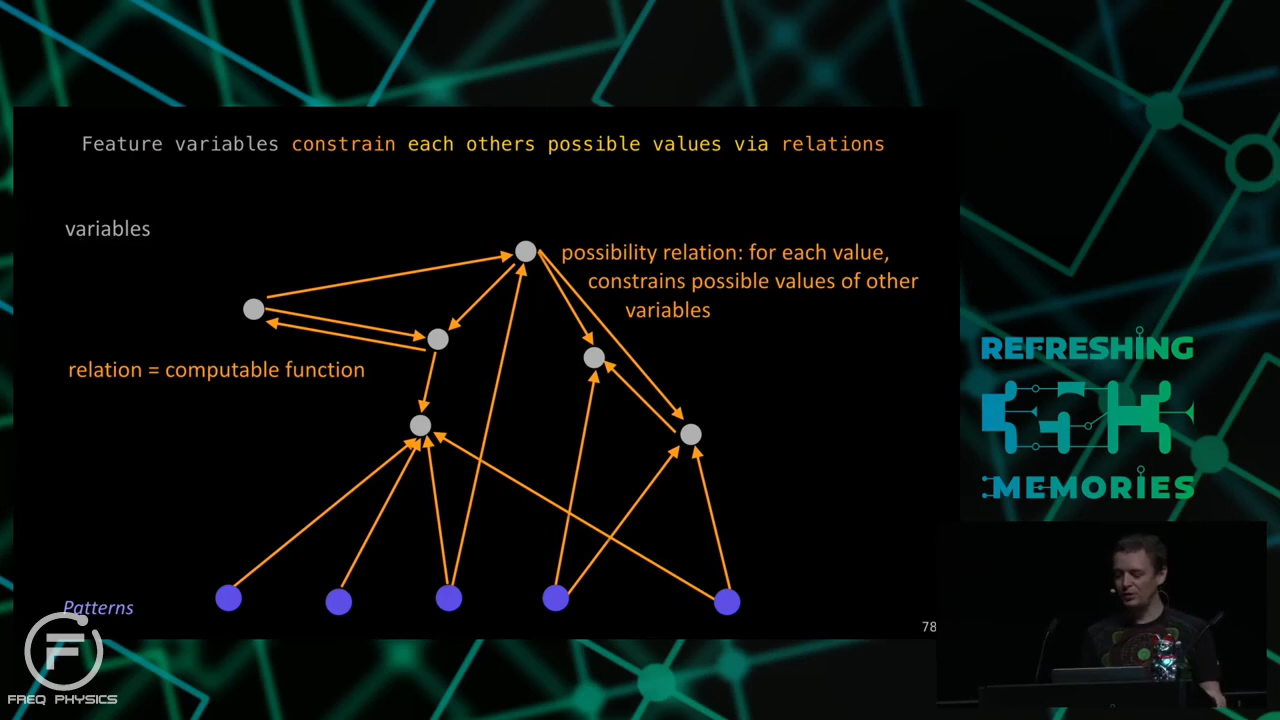 Feature variables constrain each others possible values via relations
variables
possibility relation: for each value,
constrains possible values of other
variables
relation = computable function
Patterns
78
REFRESHING
35C3
MEMORIES
F
FREQ PHYSICS